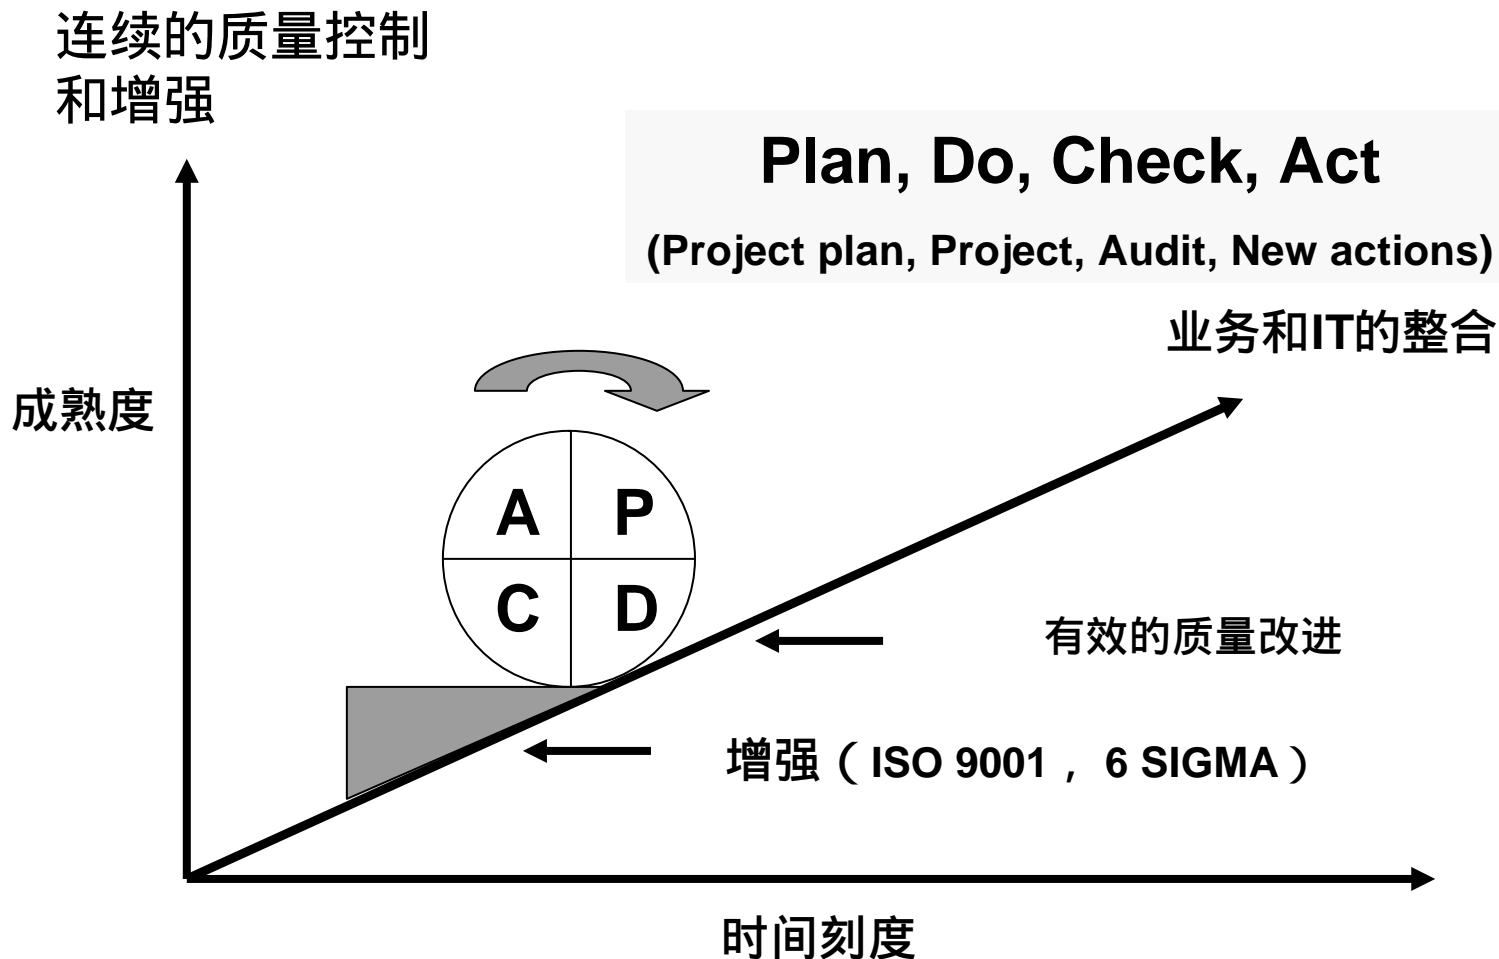 连续的质量控制
和增强
Plan, Do, Check, Act
(Project plan, Project, Audit, New actions)
业务和IT的整合
成熟度
A P
C D
有效的质量改进
增强（ISO 9001，6 SIGMA）
时间刻度